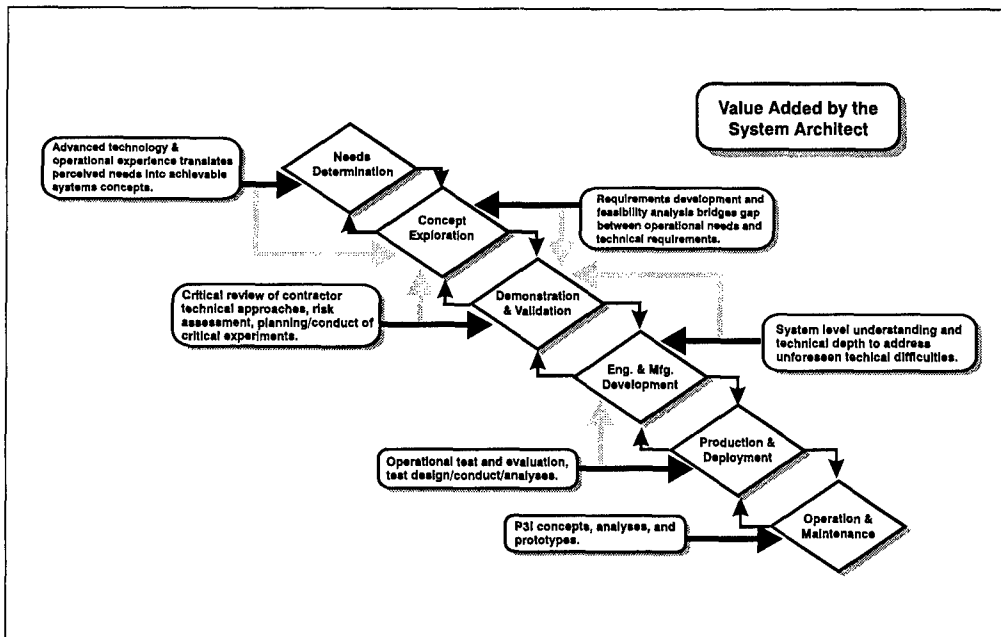 Value Added by the
System Architect
Advanced technology &
operational experience translates
perceived needs into achievable
systems concepts.
Needs
Determination
Concept
Exploration
Requirements development and
feasibility analysis bridges gap
between operational needs and
technical requirements.
Critical review of contractor
technical approaches, risk
assessment, planning/conduct of
critical experiments.
Demonstration
& Validation
System level understanding and
technical depth to address
unforeseen techical difficulties.
Eng. & Mfg.
Development
Production &
Deployment
Operational test and evaluation,
test design/conduct/analyses.
P3I concepts, analyses, and
prototypes.
Operation &
Maintenance